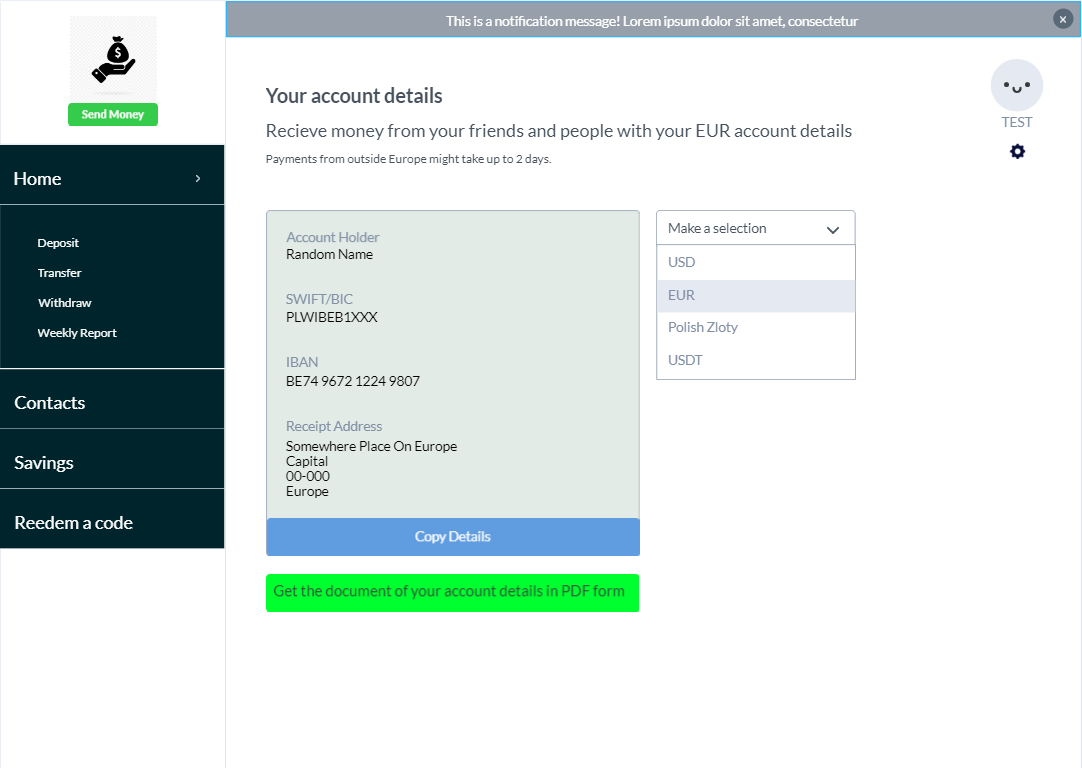 This is a notification message! Lorem ipsum dolor sit amet, consectetur
Send Money
Home
Deposit
Transfer
Withdraw
Weekly Report
Contacts
Savings
Reedem a code
Your account details
Recieve money from your friends and people with your EUR account details
Payments from outside Europe might take up to 2 days.
TEST
Account Holder
Random Name
SWIFT/BIC
PLWIBEB1XXX
IBAN
BE74 9672 1224 9807
Receipt Address
Somewhere Place On Europe
Capital
00-000
Europe
Copy Details
Get the document of your account details in PDF form
Make a selection
USD
EUR
Polish Zloty
USDT